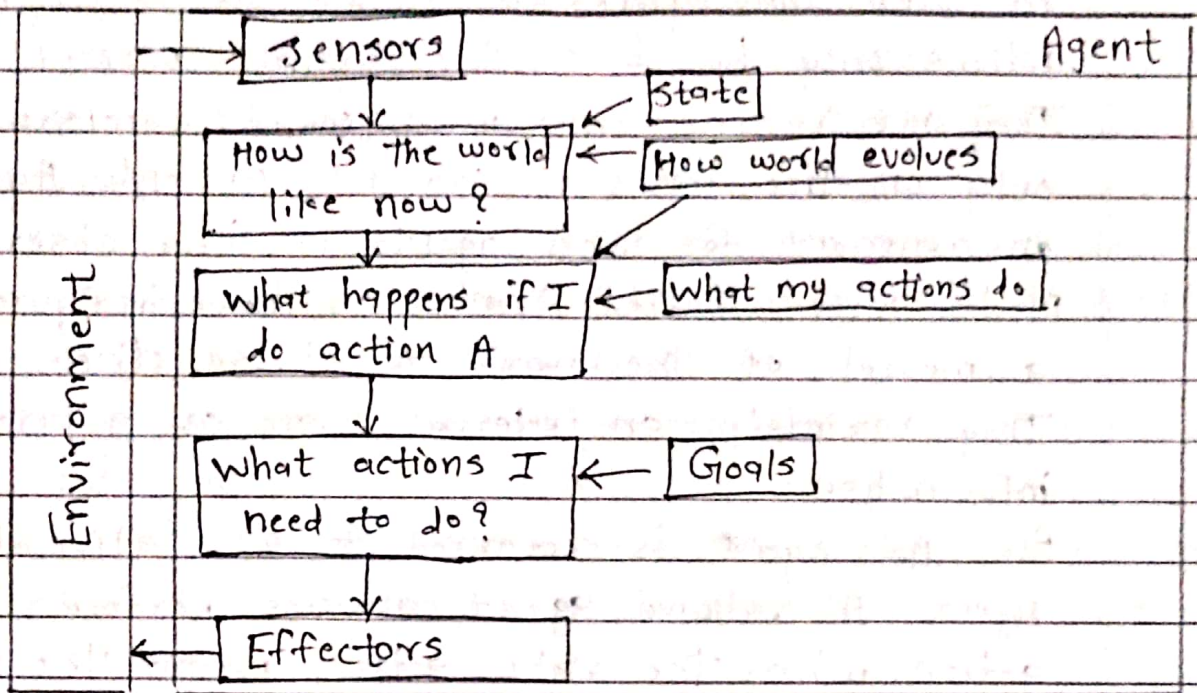 Sensors
Agent
State
How is the world
like now?
How world evolves
What happens if I
do action A
What my actions do.
What actions I
need to do?
Goals
Effectors
Environment